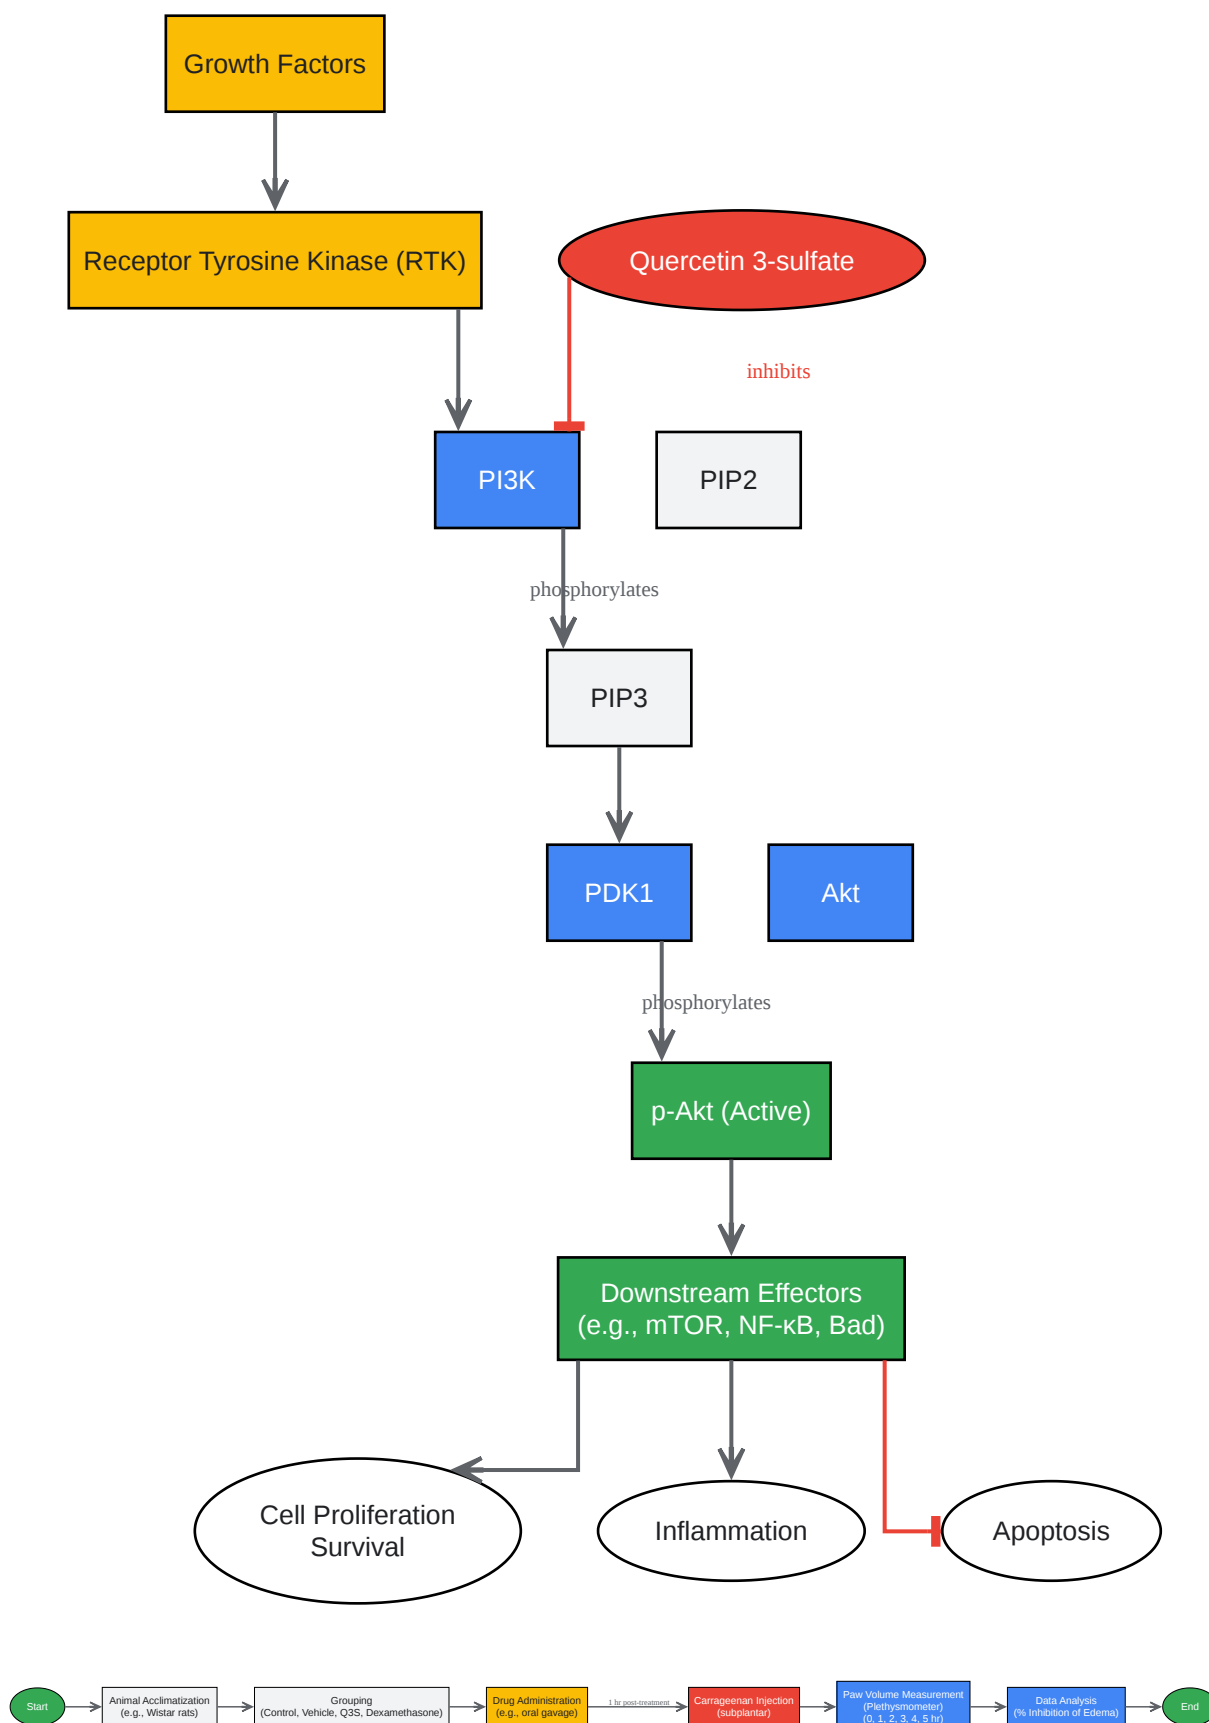 Growth Factors
Receptor Tyrosine Kinase (RTK)
Quercetin 3-sulfate
inhibits
PI3K
PIP2
phosphorylates
PIP3
PDK1
Akt
phosphorylates
p-Akt (Active)
Downstream Effectors
(e.g., mTOR, NF-κB, Bad)
Cell Proliferation
Survival
Inflammation
Apoptosis
Start
Animal Acclimatization
(e.g., Wistar rats)
Grouping
(Control, Vehicle, Q3S, Dexamethasone)
Drug Administration
(e.g., oral gavage)
1 hr post-treatment
Carrageenan Injection
(subplantar)
Paw Volume Measurement
(Plethysmometer)
(0, 1, 2, 3, 4, 5 hr)
Data Analysis
(% Inhibition of Edema)
End